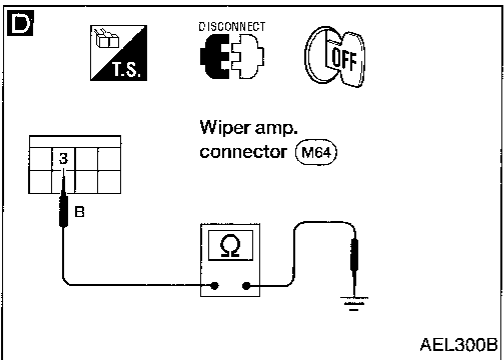 D
T.S.
DISCONNECT
OFF
Wiper amp.
connector M64
3
B
Ω
AEL300B